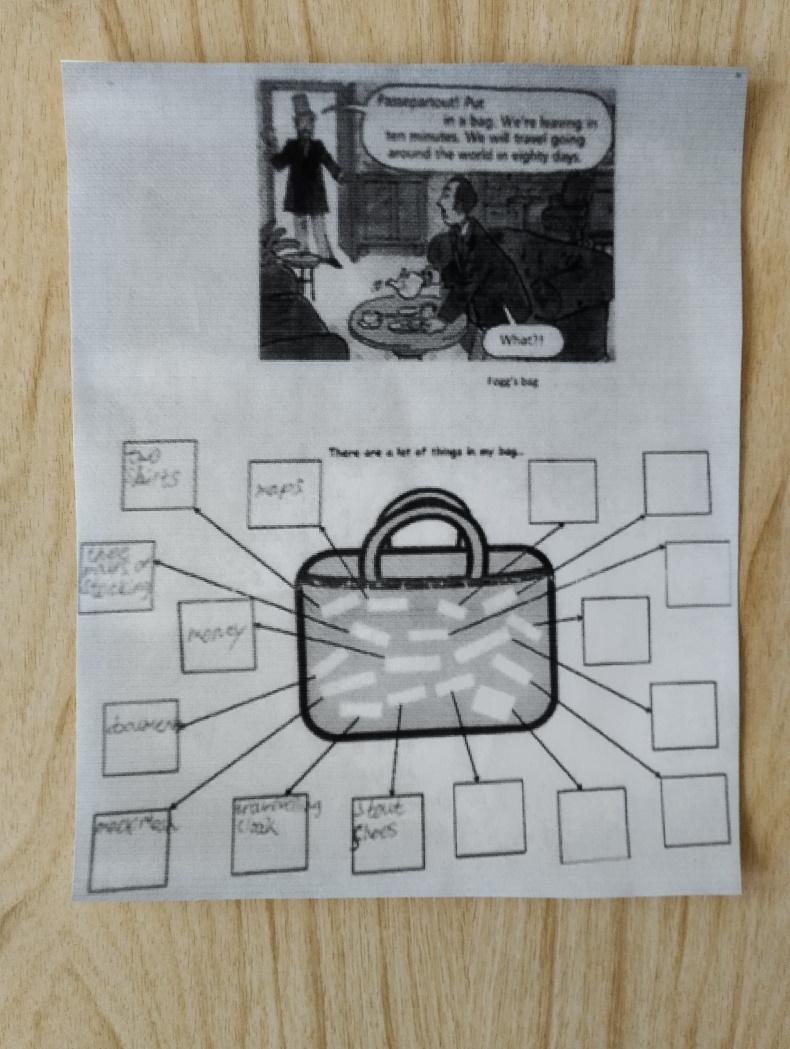 Passepartout! Put
in a bag. We're leaving in
ten minutes. We will travel going
around the world in eighty days.
What?!
Fogg's bag
There are a lot of things in my bag..
two
shirts
maps
pairs of
stocking
money
travelling
cloak
stout
shoes